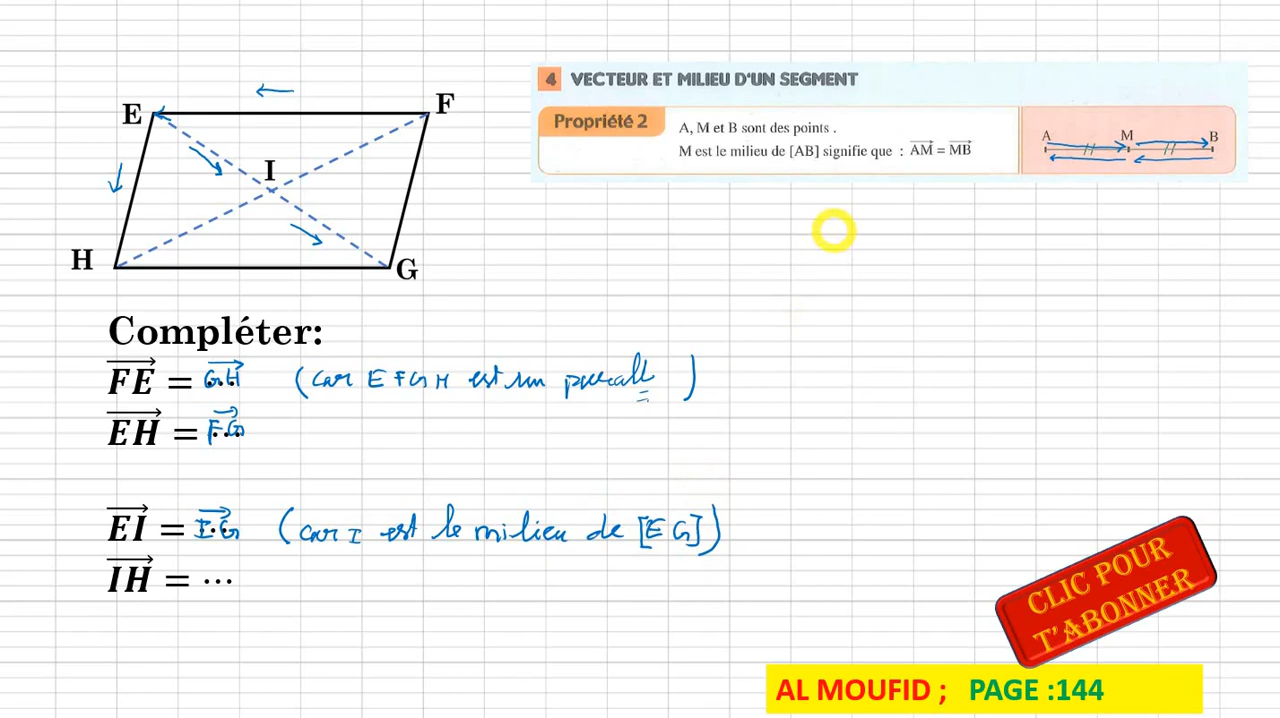 E
F
I
H
G
4 VECTEUR ET MILIEU D'UN SEGMENT
Propriété 2
A, M et B sont des points .
M est le milieu de [AB] signifie que : AM = MB
A M B
Compléter:
FE = GH (car EFGH est un parall)
EH = FG
EI = IG (car I est le milieu de [EG])
IH = ...
CLIC POUR
T'ABONNER
AL MOUFID ; PAGE :144